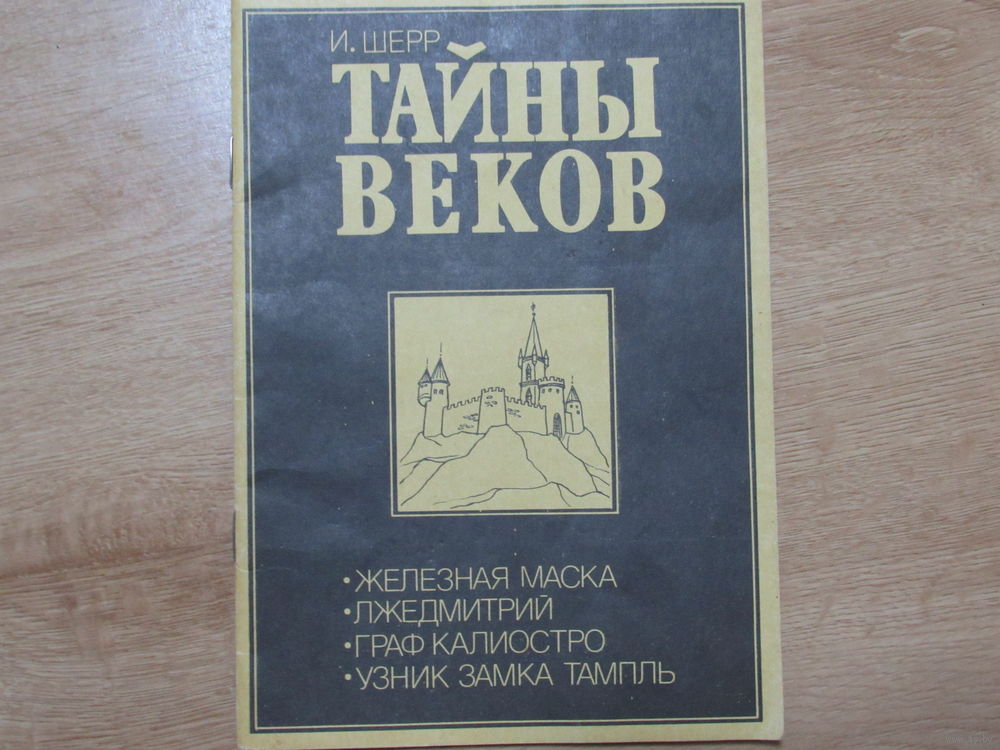 И. ШЕРР
ТАЙНЫ
ВЕКОВ
• ЖЕЛЕЗНАЯ МАСКА
• ЛЖЕДМИТРИЙ
• ГРАФ КАЛИОСТРО
• УЗНИК ЗАМКА ТАМПЛЬ